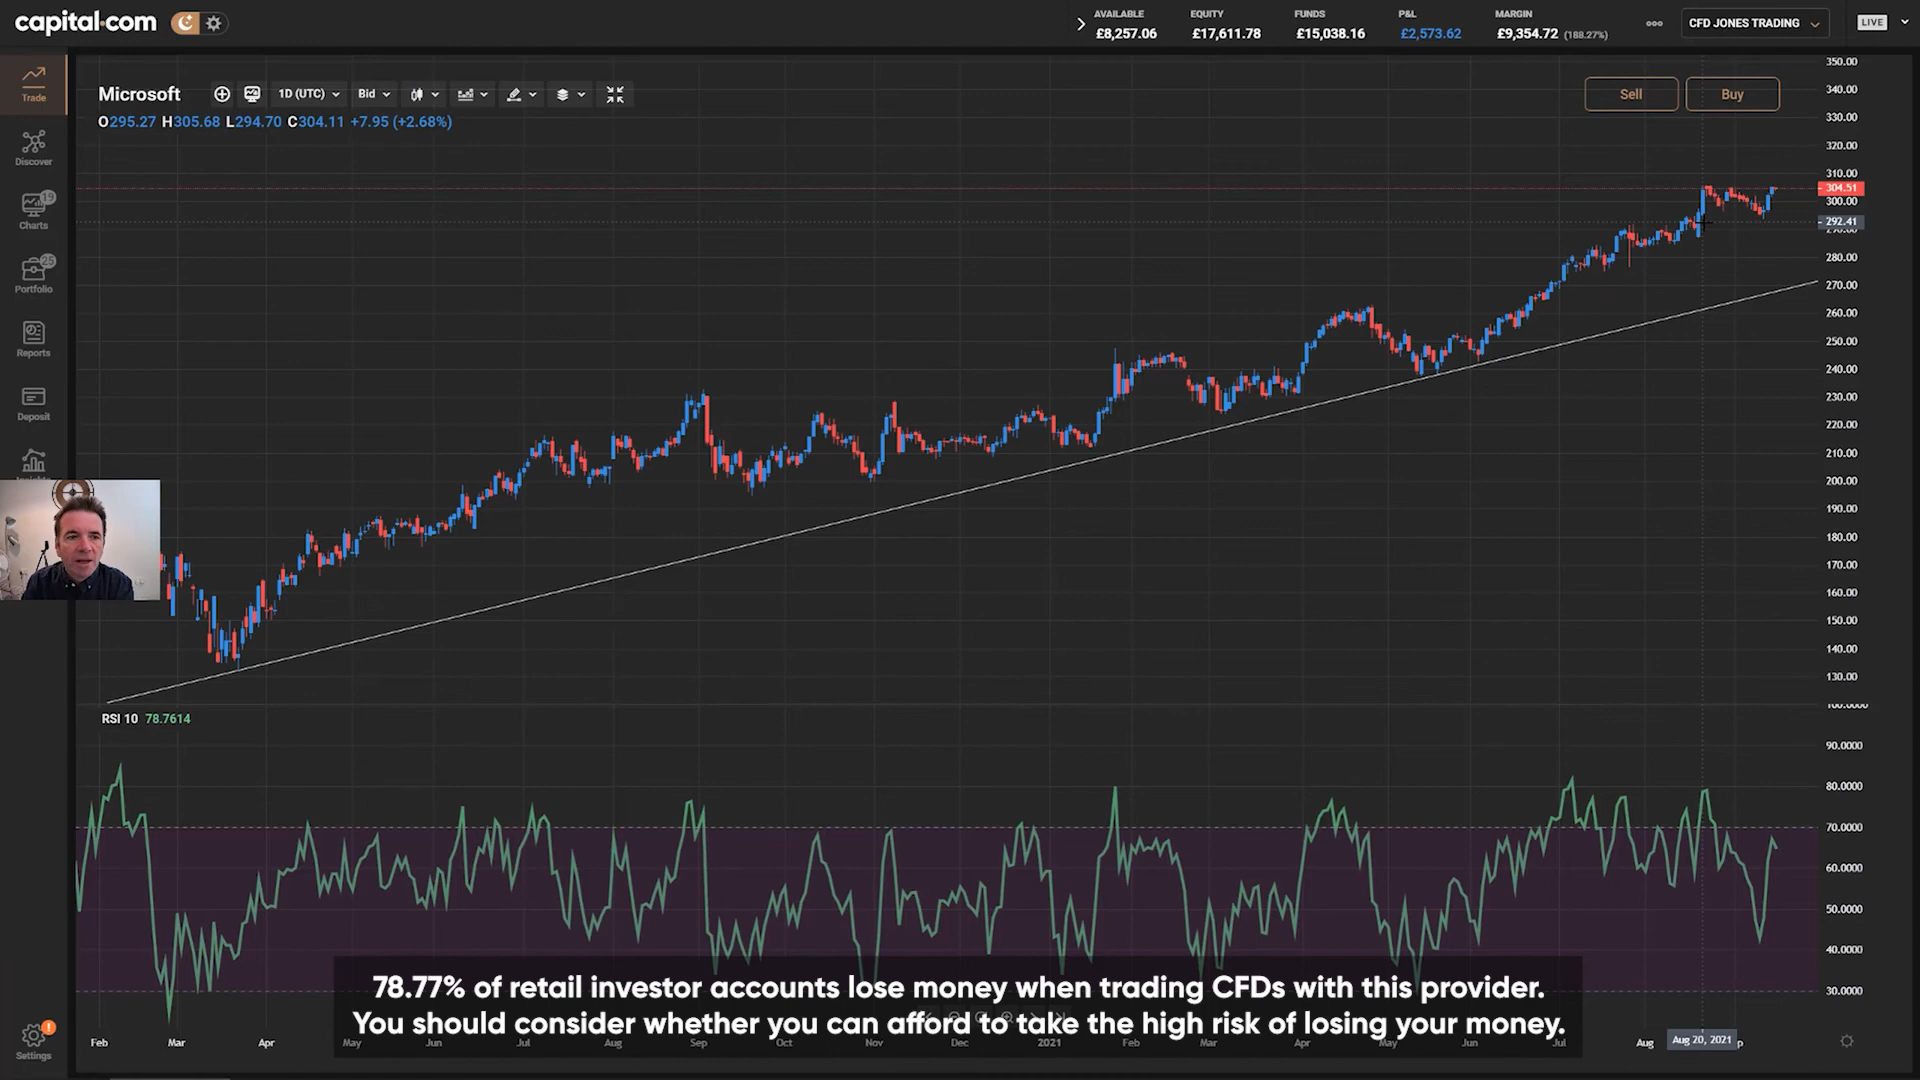 capital.com
AVAILABLE
£8,257.06
EQUITY
£17,611.78
FUNDS
£15,038.16
P&L
£2,573.62
MARGIN
£9,354.72 (188.27%)
CFD JONES TRADING
LIVE
Trade
Discover
19
Charts
25
Portfolio
Reports
Deposit
!
Settings
Microsoft
1D (UTC)
Bid
O295.27 H305.68 L294.70 C304.11 +7.95 (+2.68%)
Sell
Buy
350.00
340.00
330.00
320.00
310.00
304.51
300.00
292.41
280.00
270.00
260.00
250.00
240.00
230.00
220.00
210.00
200.00
190.00
180.00
170.00
160.00
150.00
140.00
130.00
RSI 10 78.7614
100.0000
90.0000
80.0000
70.0000
60.0000
50.0000
40.0000
30.0000
78.77% of retail investor accounts lose money when trading CFDs with this provider.
You should consider whether you can afford to take the high risk of losing your money.
Feb Mar Apr May Jun Jul Aug Sep Oct Nov Dec 2021 Feb Mar Apr May Jun Jul Aug Aug 20, 2021